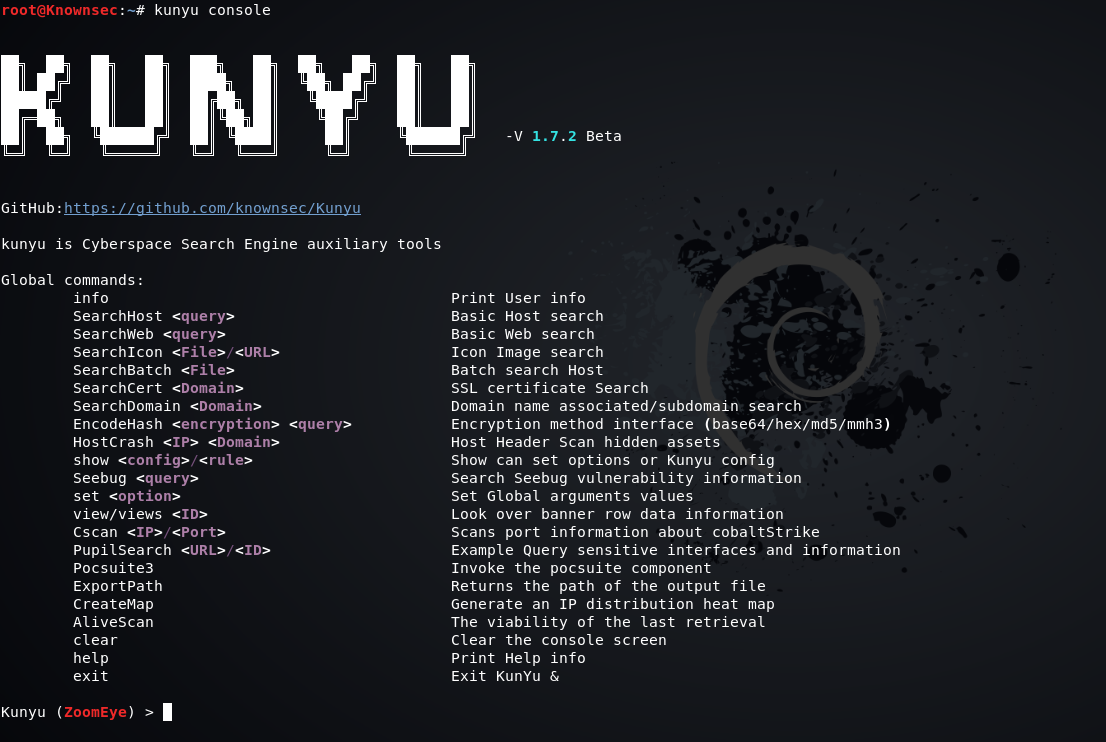 root@Knownsec:~# kunyu console
KUNYU
-V 1.7.2 Beta
GitHub:https://github.com/knownsec/Kunyu
kunyu is Cyberspace Search Engine auxiliary tools
Global commands:
info Print User info
SearchHost <query> Basic Host search
SearchWeb <query> Basic Web search
SearchIcon <File>/<URL> Icon Image search
SearchBatch <File> Batch search Host
SearchCert <Domain> SSL certificate Search
SearchDomain <Domain> Domain name associated/subdomain search
EncodeHash <encryption> <query> Encryption method interface (base64/hex/md5/mmh3)
HostCrash <IP> <Domain> Host Header Scan hidden assets
show <config>/<rule> Show can set options or Kunyu config
Seebug <query> Search Seebug vulnerability information
set <option> Set Global arguments values
view/views <ID> Look over banner row data information
Cscan <IP>/<Port> Scans port information about cobaltStrike
PupilSearch <URL>/<ID> Example Query sensitive interfaces and information
Pocsuite3 Invoke the pocsuite component
ExportPath Returns the path of the output file
CreateMap Generate an IP distribution heat map
AliveScan The viability of the last retrieval
clear Clear the console screen
help Print Help info
exit Exit KunYu &
Kunyu (ZoomEye) >